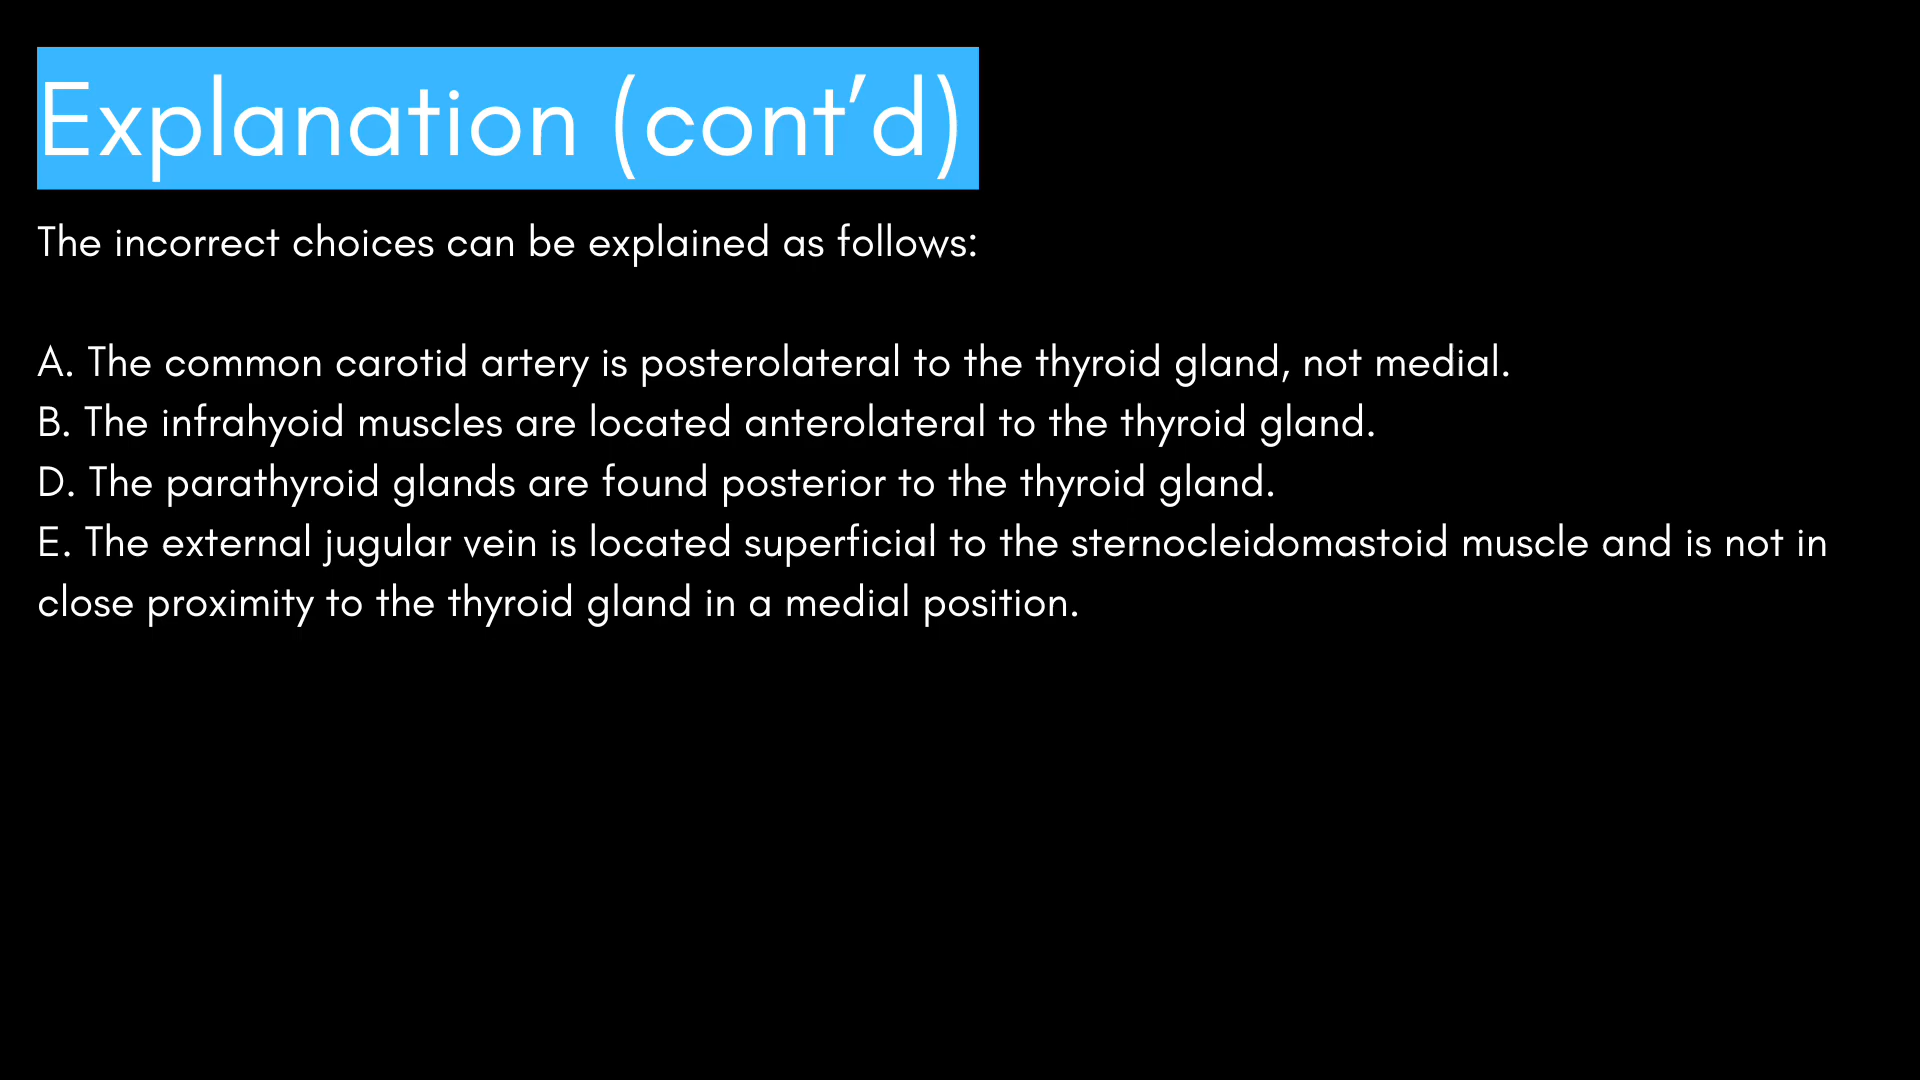 Explanation (cont’d)
The incorrect choices can be explained as follows:
A. The common carotid artery is posterolateral to the thyroid gland, not medial.
B. The infrahyoid muscles are located anterolateral to the thyroid gland.
D. The parathyroid glands are found posterior to the thyroid gland.
E. The external jugular vein is located superficial to the sternocleidomastoid muscle and is not in
close proximity to the thyroid gland in a medial position.